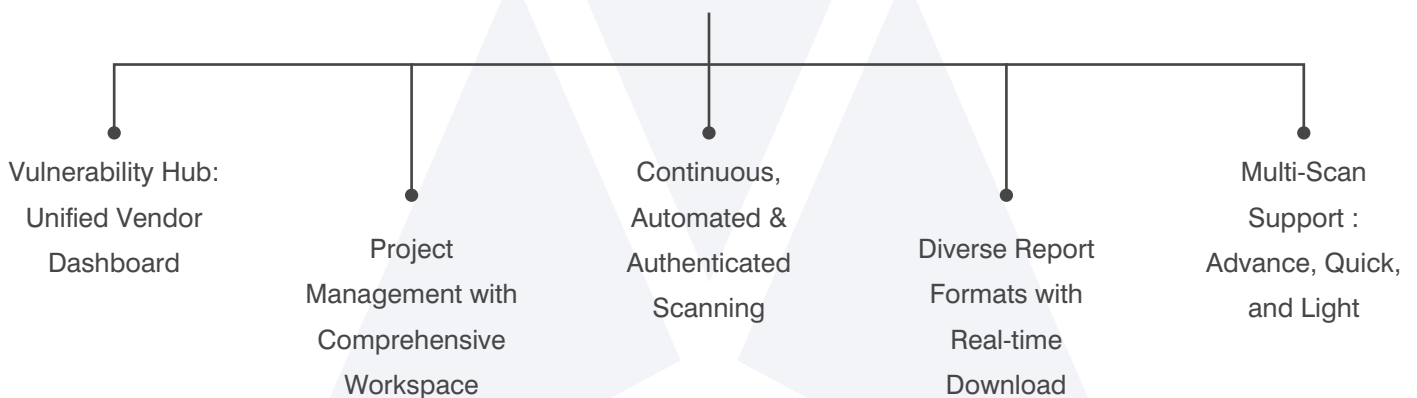 Vulnerability Hub:
Unified Vendor
Dashboard
Project
Management with
Comprehensive
Workspace
Continuous,
Automated &
Authenticated
Scanning
Diverse Report
Formats with
Real-time
Download
Multi-Scan
Support :
Advance, Quick,
and Light